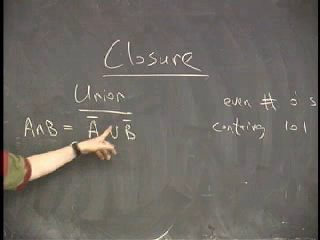 Closure
Union
A∩B = A̅ ∪ B̅
even # 0's
containing 101